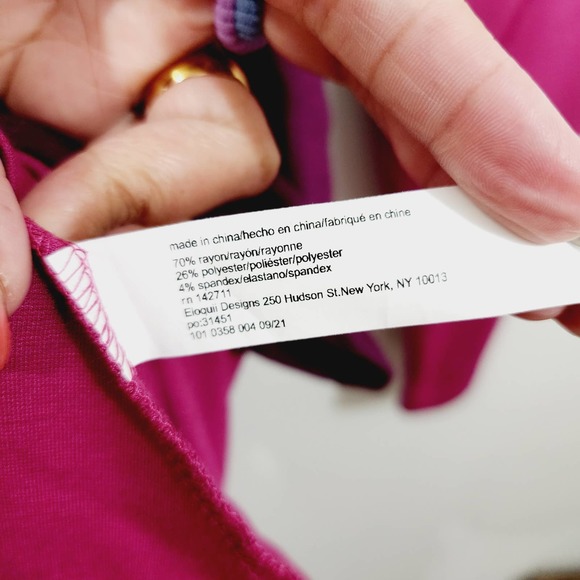 made in china/hecho en china/fabriqué en chine
70% rayon/rayón/rayonne
26% polyester/poliéster/polyester
4% spandex/elastano/spandex
rn 142711
Eloquii Designs 250 Hudson St.New York, NY 10013
po:31451
101 0358 004 09/21